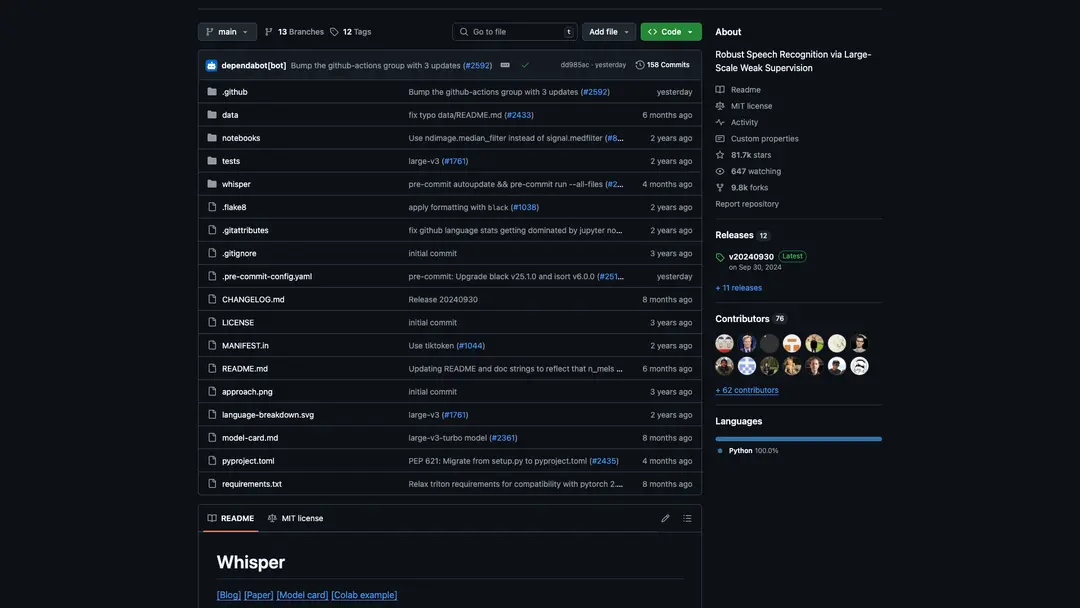 main 13 Branches 12 Tags Go to file t Add file Code
dependabot[bot] Bump the github-actions group with 3 updates (#2592) dd985ac · yesterday 158 Commits
.github Bump the github-actions group with 3 updates (#2592) yesterday
data fix typo data/README.md (#2433) 6 months ago
notebooks Use ndimage.median_filter instead of signal.medfilter (#8… 2 years ago
tests large-v3 (#1761) 2 years ago
whisper pre-commit autoupdate && pre-commit run --all-files (#2… 4 months ago
.flake8 apply formatting with black (#1038) 2 years ago
.gitattributes fix github language stats getting dominated by jupyter no… 2 years ago
.gitignore initial commit 3 years ago
.pre-commit-config.yaml pre-commit: Upgrade black v25.1.0 and isort v6.0.0 (#251… yesterday
CHANGELOG.md Release 20240930 8 months ago
LICENSE initial commit 3 years ago
MANIFEST.in Use tiktoken (#1044) 2 years ago
README.md Updating README and doc strings to reflect that n_mels … 6 months ago
approach.png initial commit 3 years ago
language-breakdown.svg large-v3 (#1761) 2 years ago
model-card.md large-v3-turbo model (#2361) 8 months ago
pyproject.toml PEP 621: Migrate from setup.py to pyproject.toml (#2435) 4 months ago
requirements.txt Relax triton requirements for compatibility with pytorch 2.… 8 months ago
README MIT license
Whisper
[Blog] [Paper] [Model card] [Colab example]
About
Robust Speech Recognition via Large-
Scale Weak Supervision
Readme
MIT license
Activity
Custom properties
81.7k stars
647 watching
9.8k forks
Report repository
Releases 12
v20240930 Latest
on Sep 30, 2024
+ 11 releases
Contributors 76
+ 62 contributors
Languages
Python 100.0%